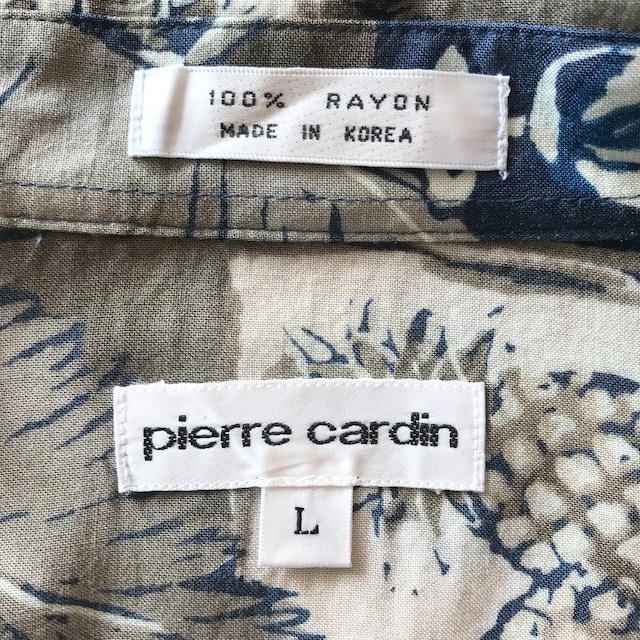 100% RAYON
MADE IN KOREA
pierre cardin
L